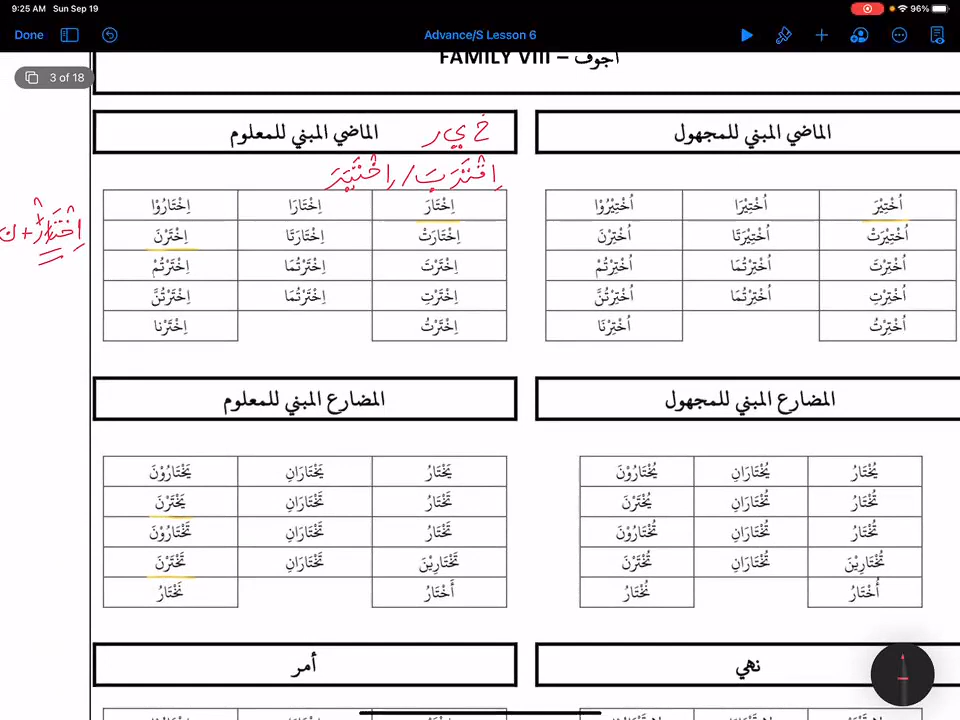 9:25 AM Sun Sep 19 96%
Done Advance/S Lesson 6
3 of 18
FAMILY VIII – أجوف
الماضي المبني للمجهول
الماضي المبني للمعلوم خ ي ر
اِقْتَرَبَ / اِخْتَيَرَ
أُخْتِيْرَ أُخْتِيْرَا أُخْتِيْرُوْا
أُخْتِيْرَتْ أُخْتِيْرَتَا أُخْتِرْنَ
أُخْتِرْتَ أُخْتِرْتُمَا أُخْتِرْتُمْ
أُخْتِرْتِ أُخْتِرْتُمَا أُخْتِرْتُنَّ
أُخْتِرْتُ أُخْتِرْنَا
اِخْتَارَ اِخْتَارَا اِخْتَارُوْا
اِخْتَارَتْ اِخْتَارَتَا اِخْتَرْنَ
اِخْتَرْتَ اِخْتَرْتُمَا اِخْتَرْتُمْ
اِخْتَرْتِ اِخْتَرْتُمَا اِخْتَرْتُنَّ
اِخْتَرْتُ اِخْتَرْنا
المضارع المبني للمجهول
المضارع المبني للمعلوم
يُخْتَارُ يُخْتَارَانِ يُخْتَارُوْنَ
تُخْتَارُ تُخْتَارَانِ يُخْتَرْنَ
تُخْتَارُ تُخْتَارَانِ تُخْتَارُوْنَ
تُخْتَارِيْنَ تُخْتَارَانِ تُخْتَرْنَ
أُخْتَارُ نُخْتَارُ
يَخْتَارُ يَخْتَارَانِ يَخْتَارُوْنَ
تَخْتَارُ تَخْتَارَانِ يَخْتَرْنَ
تَخْتَارُ تَخْتَارَانِ تَخْتَارُوْنَ
تَخْتَارِيْنَ تَخْتَارَانِ تَخْتَرْنَ
أَخْتَارُ نَخْتَارُ
نهي
أمر